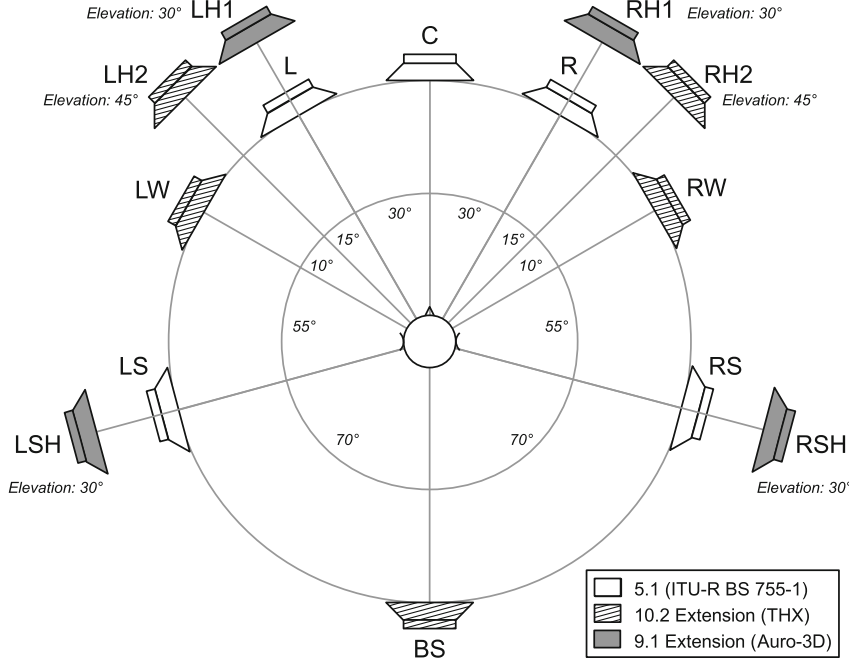 Elevation: 30° LH1
RH1 Elevation: 30°
C
L
R
LH2
RH2
Elevation: 45°
Elevation: 45°
LW
RW
30° 30°
15° 15°
10° 10°
55° 55°
LS
RS
LSH
RSH
70° 70°
Elevation: 30°
Elevation: 30°
BS
5.1 (ITU-R BS 755-1)
10.2 Extension (THX)
9.1 Extension (Auro-3D)